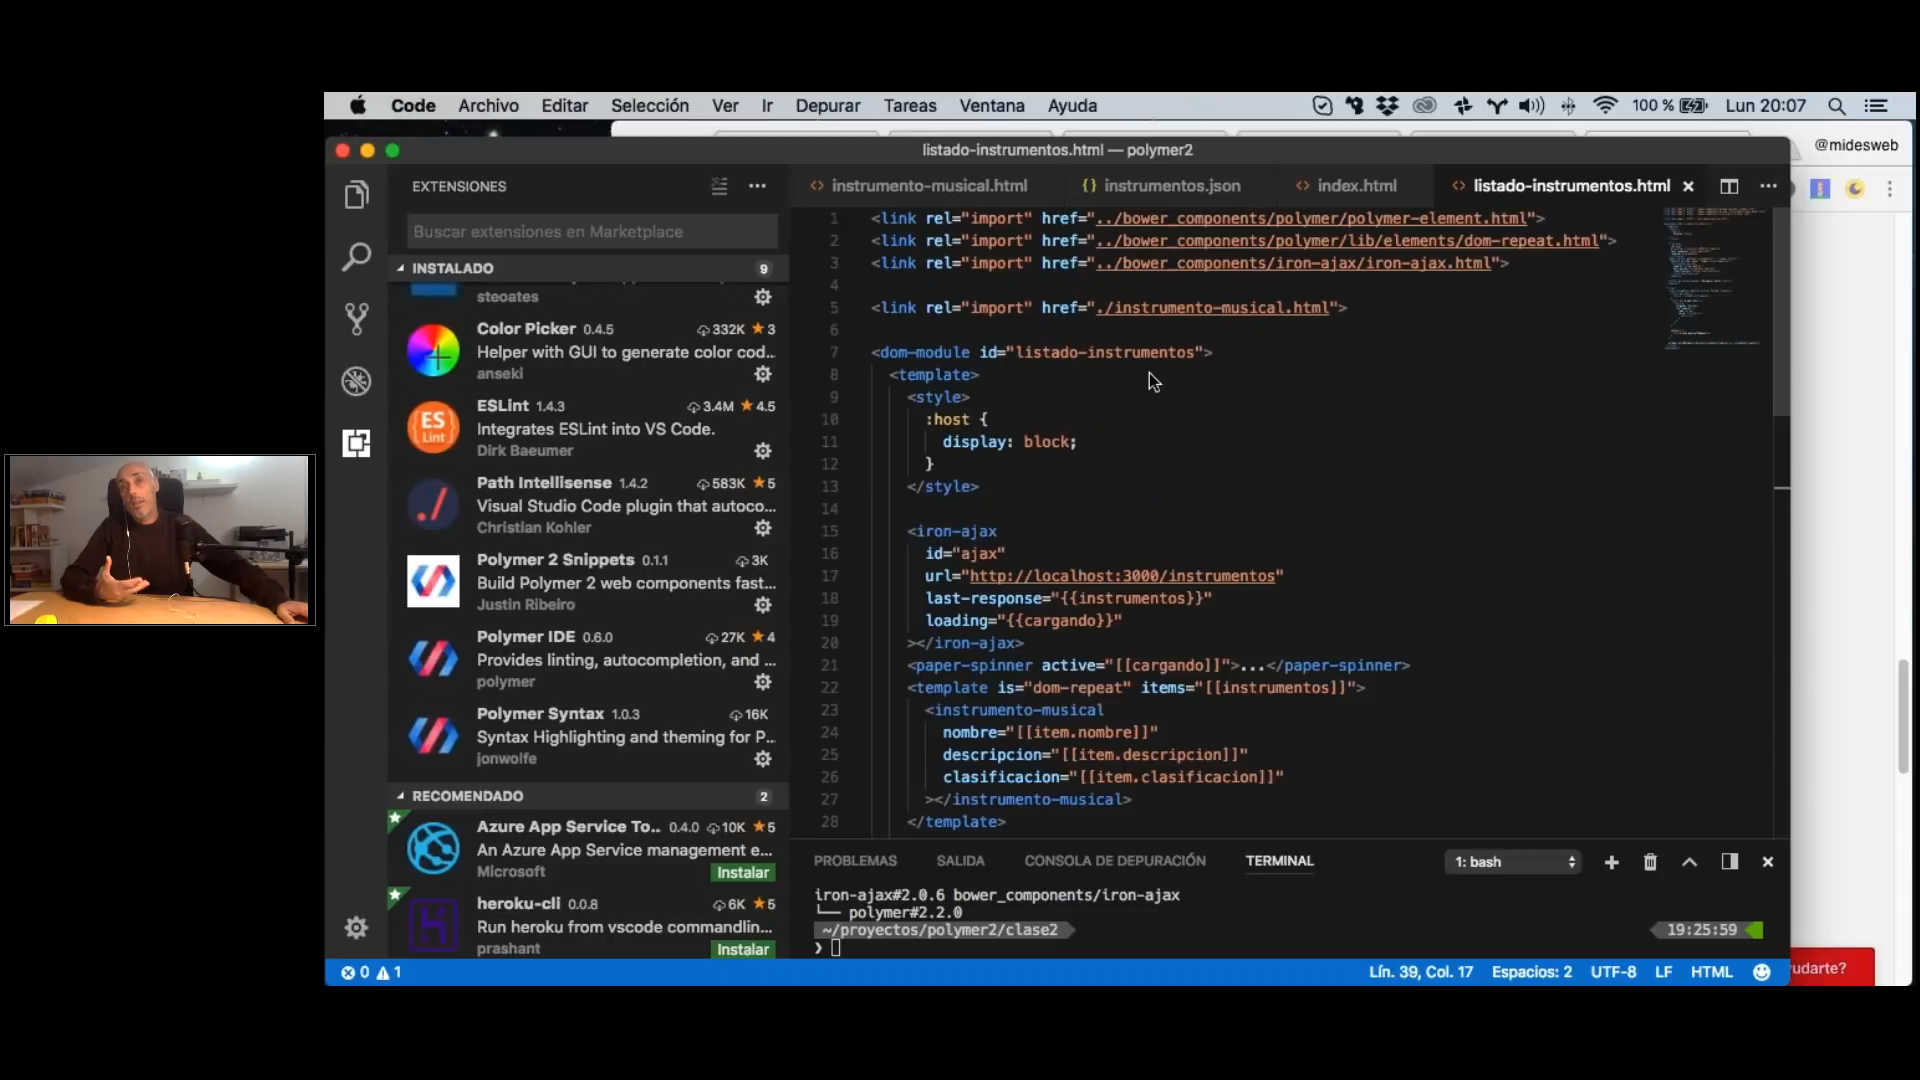 Code Archivo Editar Selección Ver Ir Depurar Tareas Ventana Ayuda 100 % Lun 20:07
@midesweb
listado-instrumentos.html — polymer2
EXTENSIONES
Buscar extensiones en Marketplace
INSTALADO 9
steoates
Color Picker 0.4.5 332K 3
Helper with GUI to generate color cod...
anseki
ESLint 1.4.3 3.4M 4.5
Integrates ESLint into VS Code.
Dirk Baeumer
Path Intellisense 1.4.2 583K 5
Visual Studio Code plugin that autoco...
Christian Kohler
Polymer 2 Snippets 0.1.1 3K
Build Polymer 2 web components fast...
Justin Ribeiro
Polymer IDE 0.6.0 27K 4
Provides linting, autocompletion, and ...
polymer
Polymer Syntax 1.0.3 16K
Syntax Highlighting and theming for P...
jonwolfe
RECOMENDADO 2
Azure App Service To.. 0.4.0 10K 5
An Azure App Service management e...
Microsoft Instalar
heroku-cli 0.0.8 6K 5
Run heroku from vscode commandlin...
prashant Instalar
instrumento-musical.html {} instrumentos.json index.html listado-instrumentos.html
1 <link rel="import" href="../bower_components/polymer/polymer-element.html">
2 <link rel="import" href="../bower_components/polymer/lib/elements/dom-repeat.html">
3 <link rel="import" href="../bower_components/iron-ajax/iron-ajax.html">
4
5 <link rel="import" href="./instrumento-musical.html">
6
7 <dom-module id="listado-instrumentos">
8 <template>
9 <style>
10 :host {
11 display: block;
12 }
13 </style>
14
15 <iron-ajax
16 id="ajax"
17 url="http://localhost:3000/instrumentos"
18 last-response="{{instrumentos}}"
19 loading="{{cargando}}"
20 ></iron-ajax>
21 <paper-spinner active="[[cargando]]">...</paper-spinner>
22 <template is="dom-repeat" items="[[instrumentos]]">
23 <instrumento-musical
24 nombre="[[item.nombre]]"
25 descripcion="[[item.descripcion]]"
26 clasificacion="[[item.clasificacion]]"
27 ></instrumento-musical>
28 </template>
PROBLEMAS SALIDA CONSOLA DE DEPURACIÓN TERMINAL 1: bash
iron-ajax#2.0.6 bower_components/iron-ajax
└── polymer#2.2.0
~/proyectos/polymer2/clase2 19:25:59
❯
0 1 Lín. 39, Col. 17 Espacios: 2 UTF-8 LF HTML
udarte?